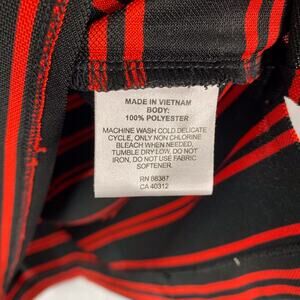 MADE IN VIETNAM
BODY:
100% POLYESTER
MACHINE WASH COLD DELICATE
CYCLE, ONLY NON CHLORINE
BLEACH WHEN NEEDED,
TUMBLE DRY LOW, DO NOT
IRON, DO NOT USE FABRIC
SOFTENER.
RN 88387
CA 40312